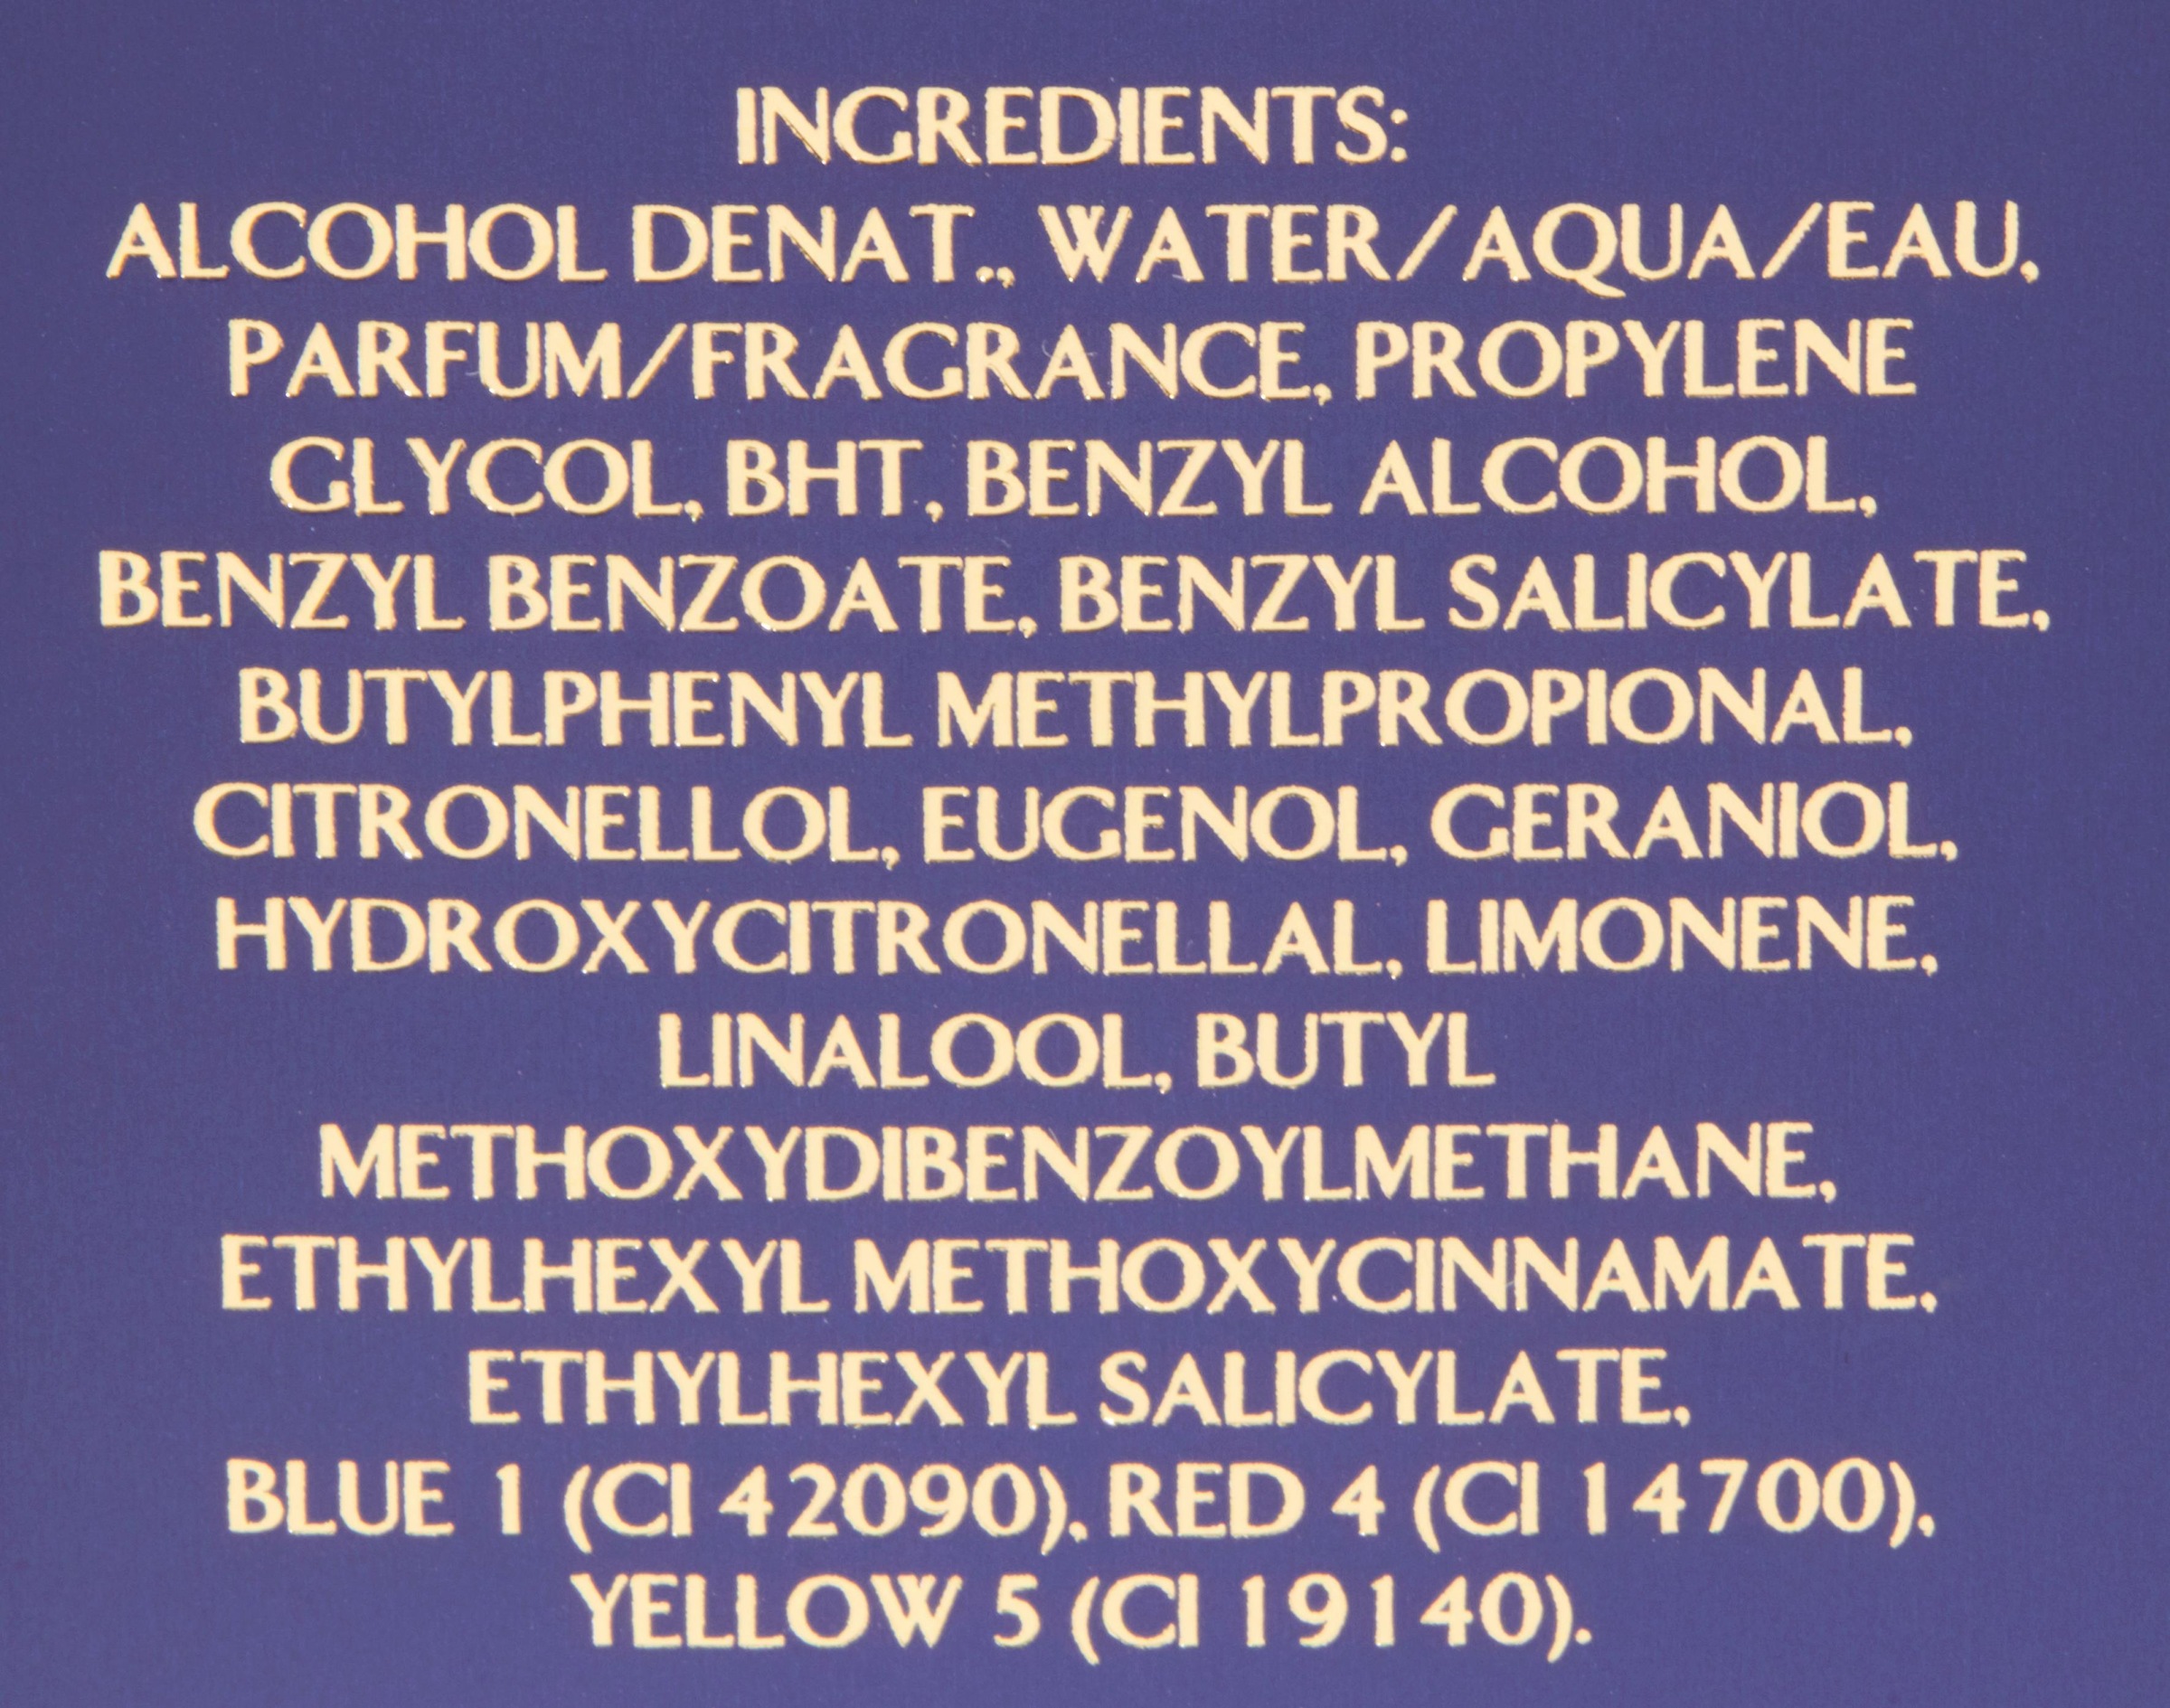 INGREDIENTS:
ALCOHOL DENAT., WATER/AQUA/EAU,
PARFUM/FRAGRANCE, PROPYLENE
GLYCOL, BHT, BENZYL ALCOHOL,
BENZYL BENZOATE, BENZYL SALICYLATE,
BUTYLPHENYL METHYLPROPIONAL,
CITRONELLOL, EUGENOL, GERANIOL,
HYDROXYCITRONELLAL, LIMONENE,
LINALOOL, BUTYL
METHOXYDIBENZOYLMETHANE,
ETHYLHEXYL METHOXYCINNAMATE,
ETHYLHEXYL SALICYLATE,
BLUE 1 (CI 42090), RED 4 (CI 14700),
YELLOW 5 (CI 19140).